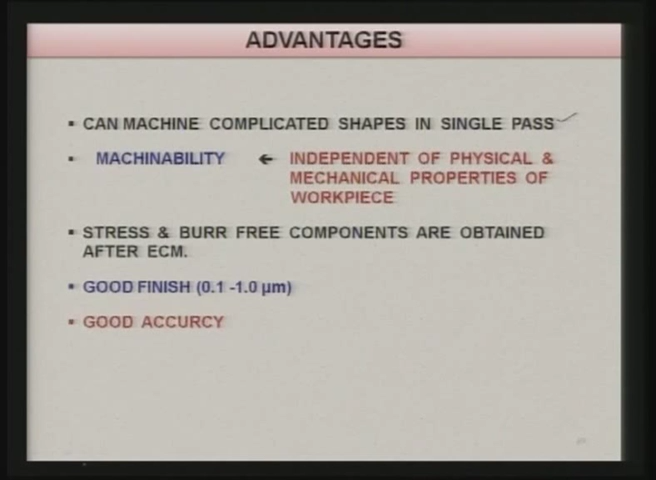 ADVANTAGES
▪ CAN MACHINE COMPLICATED SHAPES IN SINGLE PASS
▪ MACHINABILITY ← INDEPENDENT OF PHYSICAL &
MECHANICAL PROPERTIES OF
WORKPIECE
▪ STRESS & BURR FREE COMPONENTS ARE OBTAINED
AFTER ECM.
▪ GOOD FINISH (0.1 -1.0 µm)
▪ GOOD ACCURCY